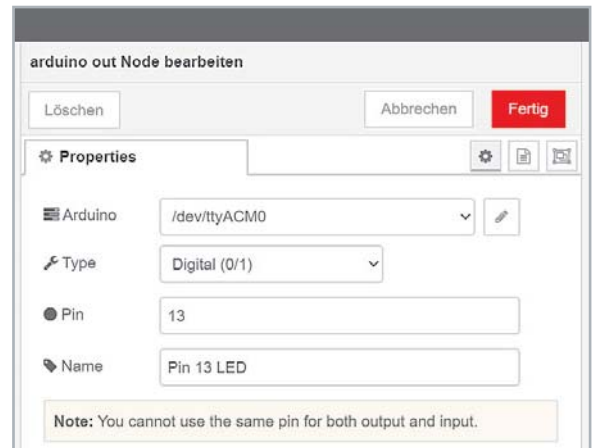 arduino out Node bearbeiten
Löschen Abbrechen Fertig
Properties
Arduino /dev/ttyACM0
Type Digital (0/1)
Pin 13
Name Pin 13 LED
Note: You cannot use the same pin for both output and input.